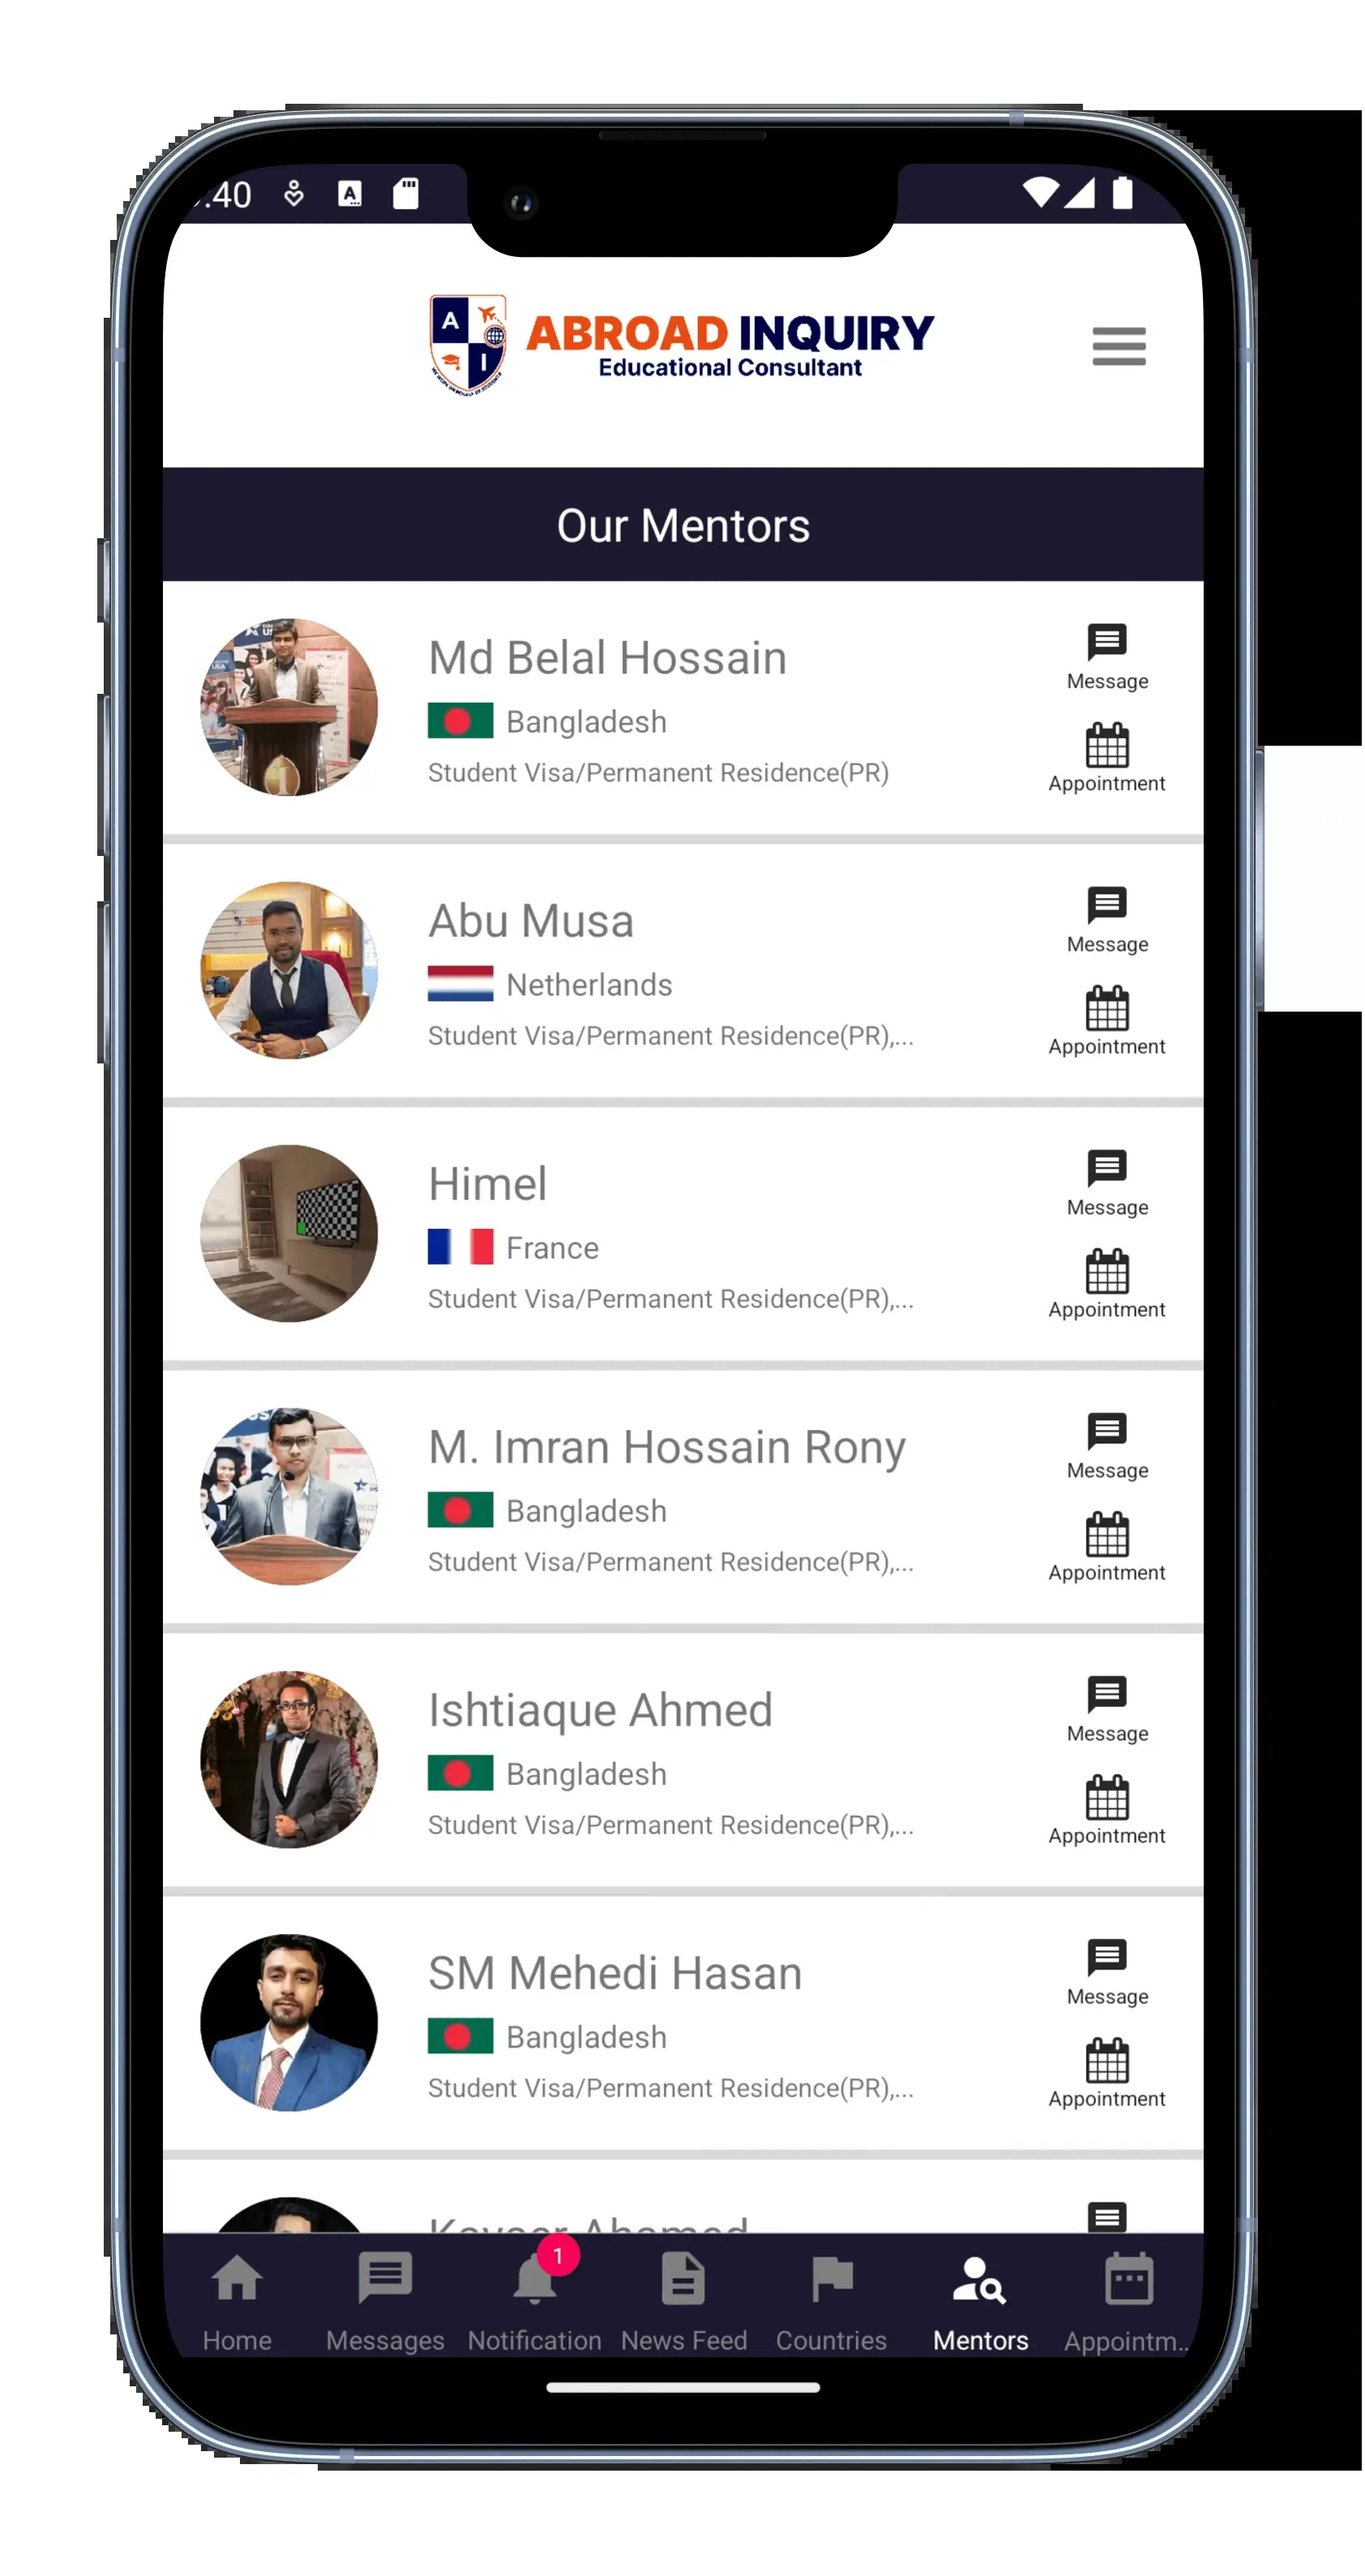 :40
A I
ABROAD INQUIRY
Educational Consultant
Our Mentors
Md Belal Hossain
Bangladesh
Student Visa/Permanent Residence(PR)
Message
Appointment
Abu Musa
Netherlands
Student Visa/Permanent Residence(PR),...
Message
Appointment
Himel
France
Student Visa/Permanent Residence(PR),...
Message
Appointment
M. Imran Hossain Rony
Bangladesh
Student Visa/Permanent Residence(PR),...
Message
Appointment
Ishtiaque Ahmed
Bangladesh
Student Visa/Permanent Residence(PR),...
Message
Appointment
SM Mehedi Hasan
Bangladesh
Student Visa/Permanent Residence(PR),...
Message
Appointment
1
Home Messages Notification News Feed Countries Mentors Appointm..